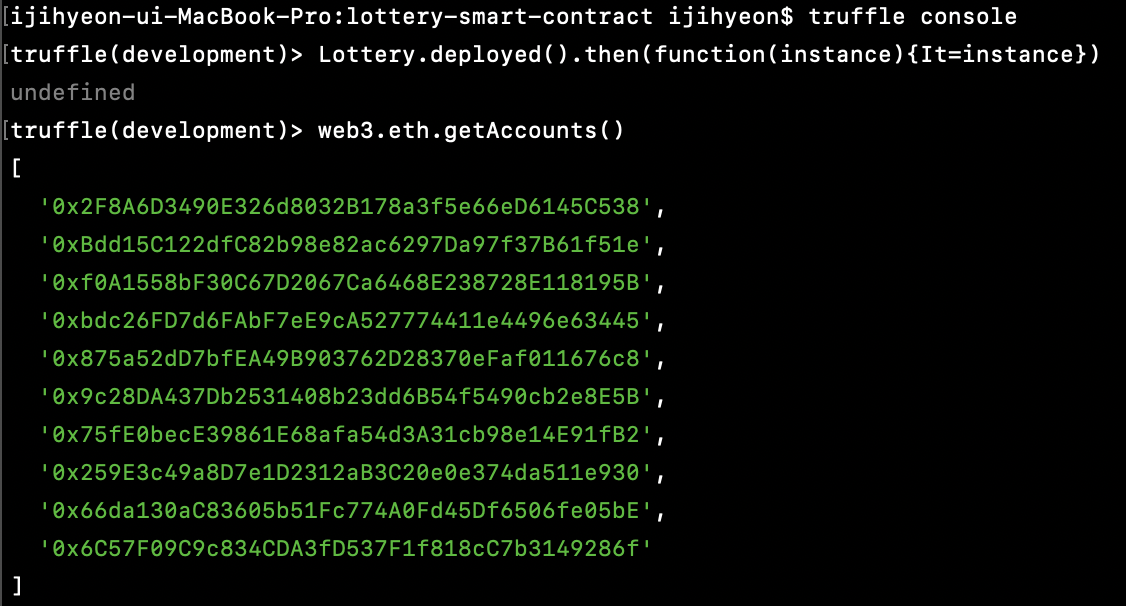 [ijihyeon-ui-MacBook-Pro:lottery-smart-contract ijihyeon$ truffle console
[truffle(development)> Lottery.deployed().then(function(instance){It=instance})
undefined
[truffle(development)> web3.eth.getAccounts()
[
  '0x2F8A6D3490E326d8032B178a3f5e66eD6145C538',
  '0xBdd15C122dfC82b98e82ac6297Da97f37B61f51e',
  '0xf0A1558bF30C67D2067Ca6468E238728E118195B',
  '0xbdc26FD7d6FAbF7eE9cA527774411e4496e63445',
  '0x875a52dD7bfEA49B903762D28370eFaf011676c8',
  '0x9c28DA437Db2531408b23dd6B54f5490cb2e8E5B',
  '0x75fE0becE39861E68afa54d3A31cb98e14E91fB2',
  '0x259E3c49a8D7e1D2312aB3C20e0e374da511e930',
  '0x66da130aC83605b51Fc774A0Fd45Df6506fe05bE',
  '0x6C57F09C9c834CDA3fD537F1f818cC7b3149286f'
]